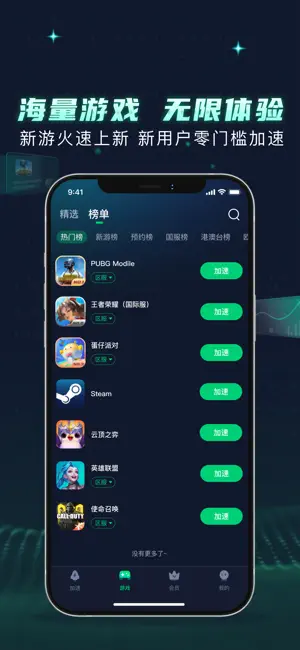 海量游戏 无限体验
新游火速上新 新用户零门槛加速
9:41
精选 榜单
热门榜 新游榜 预约榜 国服榜 港澳台榜
PUBG Modile
区服
加速
王者荣耀（国际服）
区服
加速
蛋仔派对
区服
加速
Steam
加速
云顶之弈
加速
英雄联盟
区服
加速
使命召唤
区服
加速
CALL OF DUTY
没有更多了~
加速 游戏 会员 我的